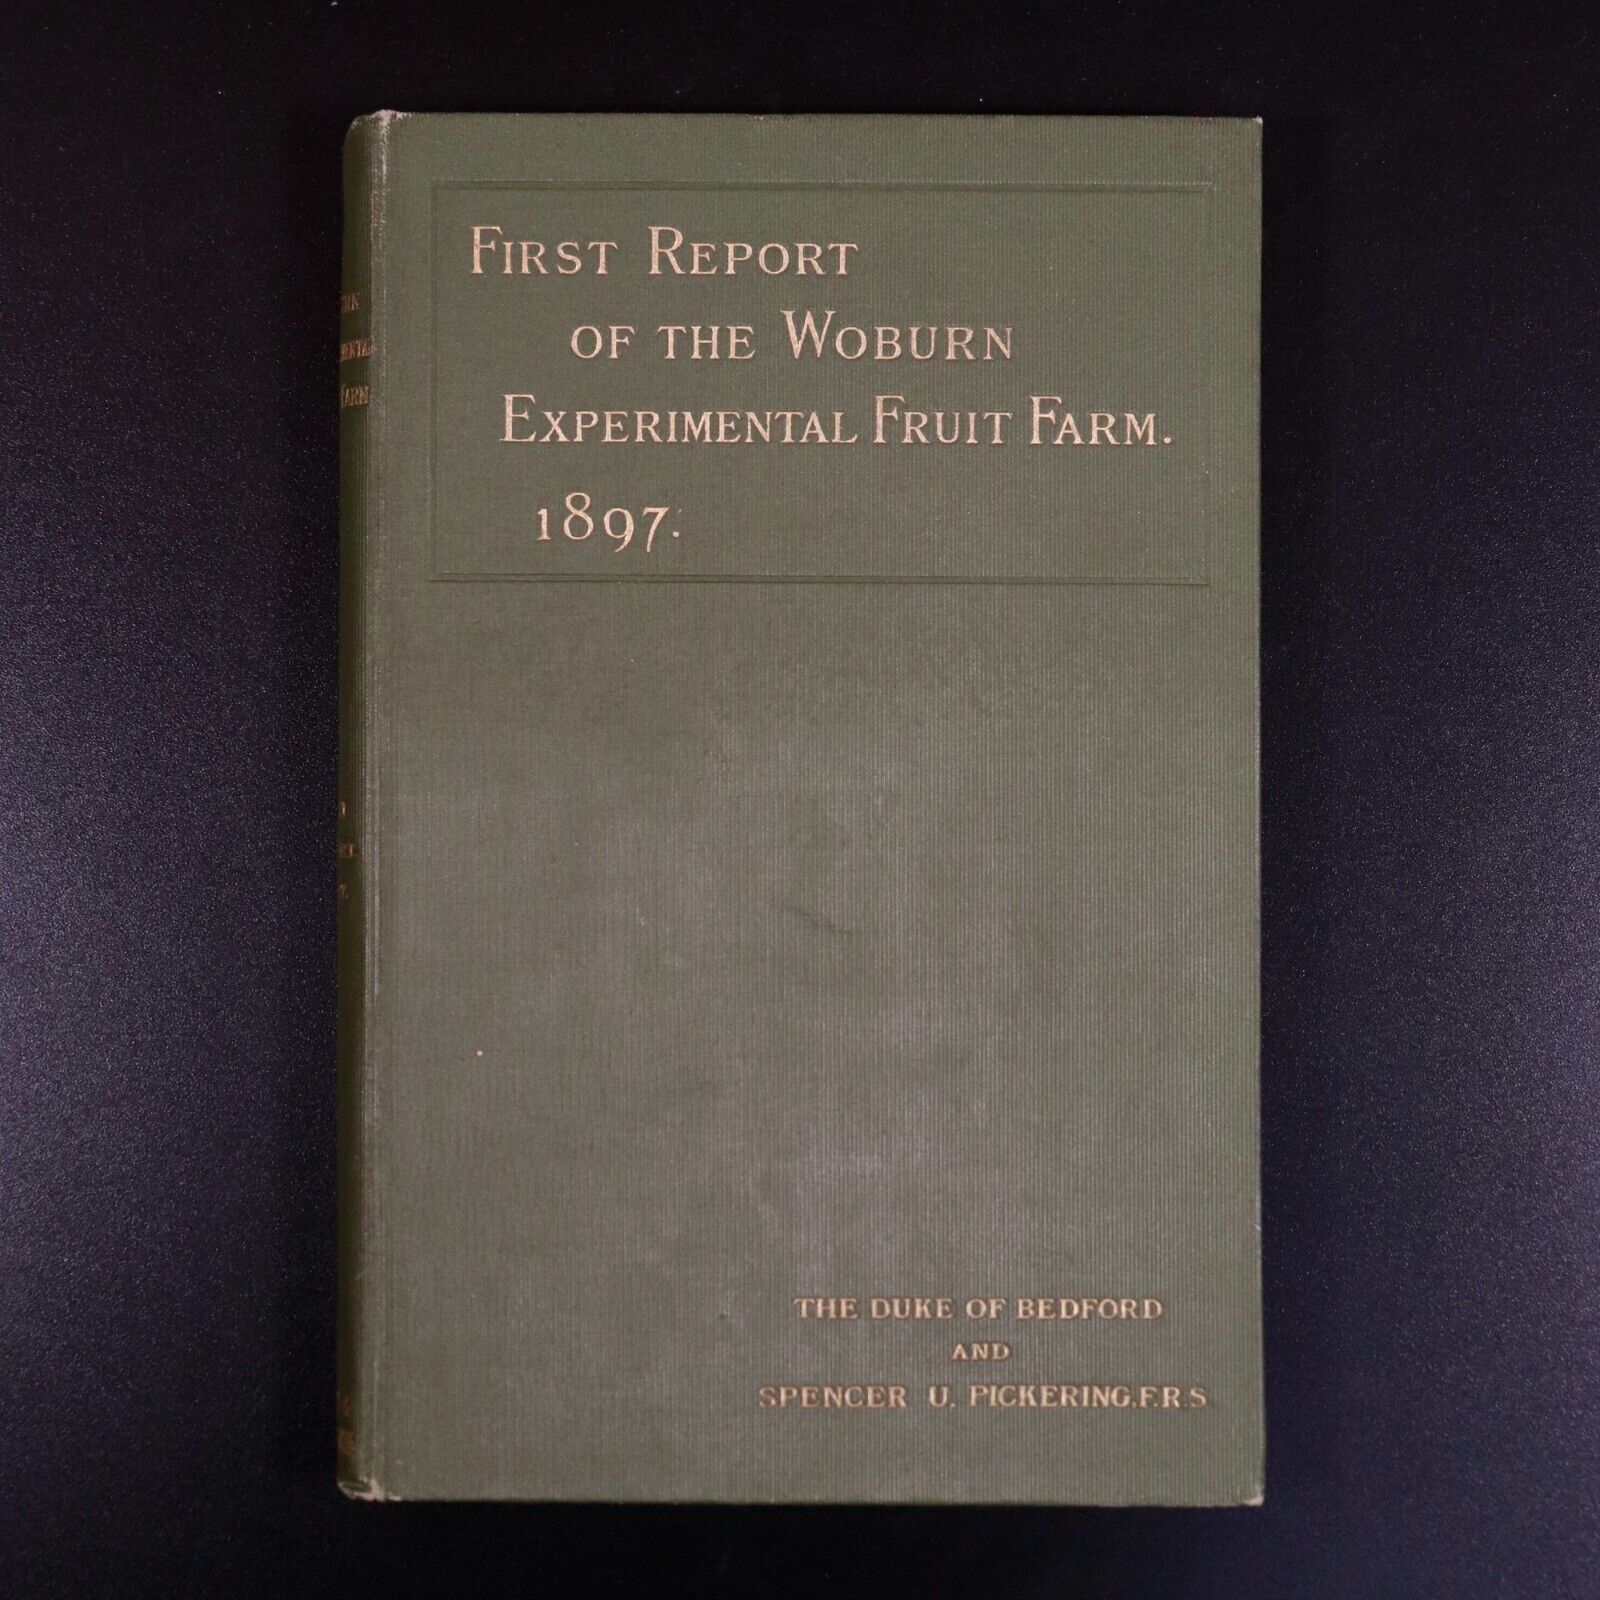 First Report
of the Woburn
Experimental Fruit Farm.
1897.
THE DUKE OF BEDFORD
AND
SPENCER U. PICKERING, F.R.S.